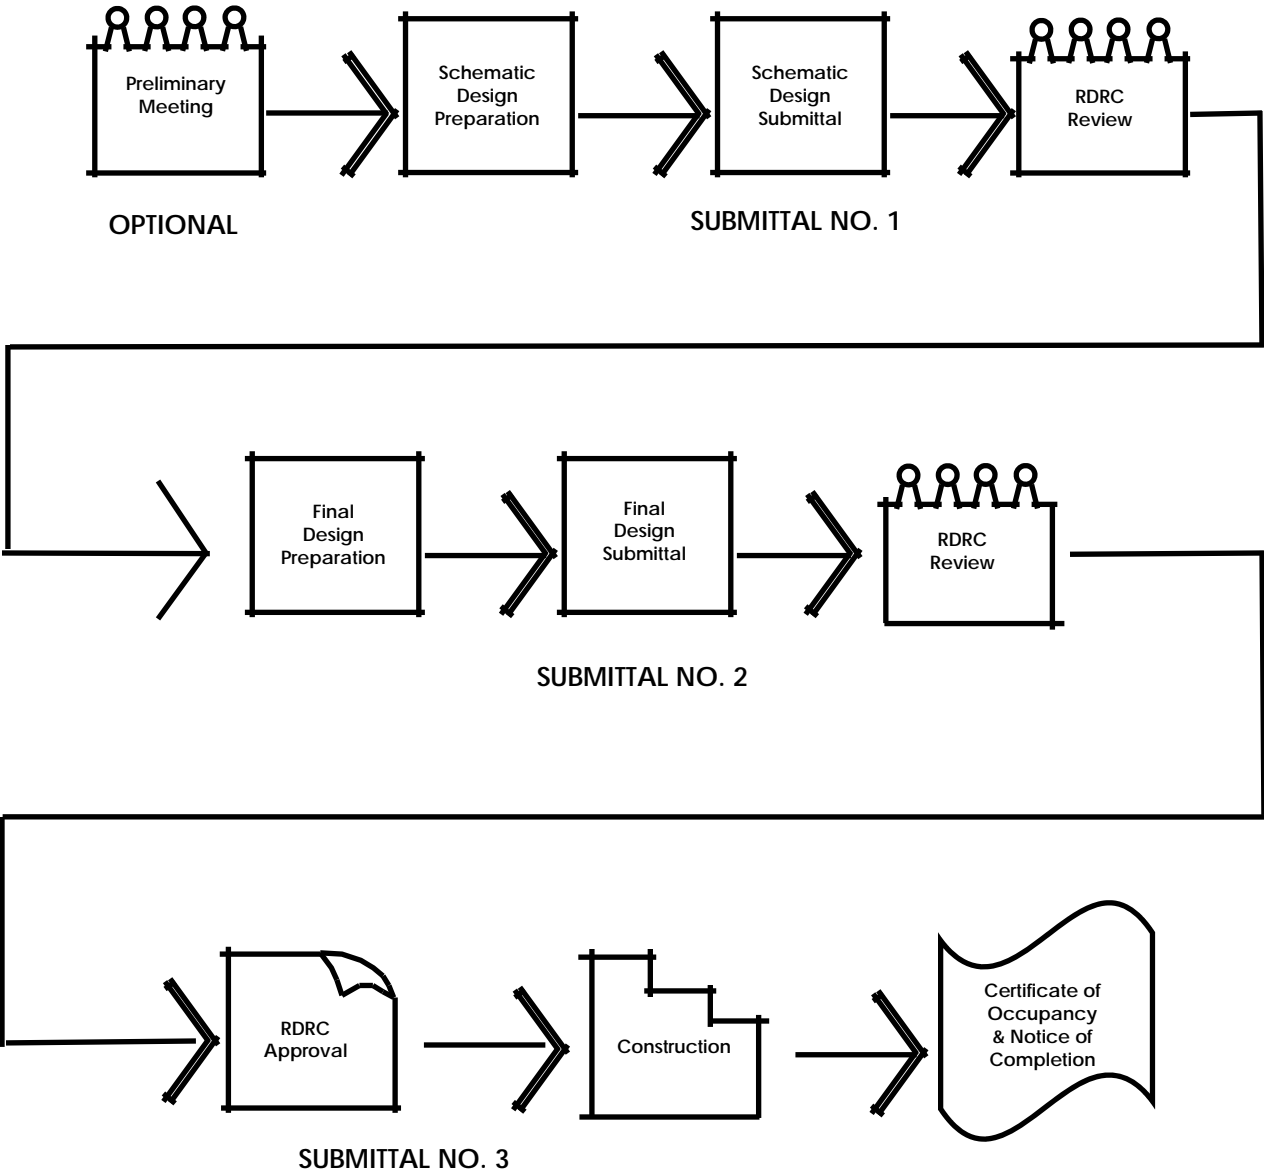 Preliminary
Meeting
Schematic
Design
Preparation
Schematic
Design
Submittal
RDRC
Review
OPTIONAL
SUBMITTAL NO. 1
Final
Design
Preparation
Final
Design
Submittal
RDRC
Review
SUBMITTAL NO. 2
RDRC
Approval
Construction
Certificate of
Occupancy
& Notice of
Completion
SUBMITTAL NO. 3